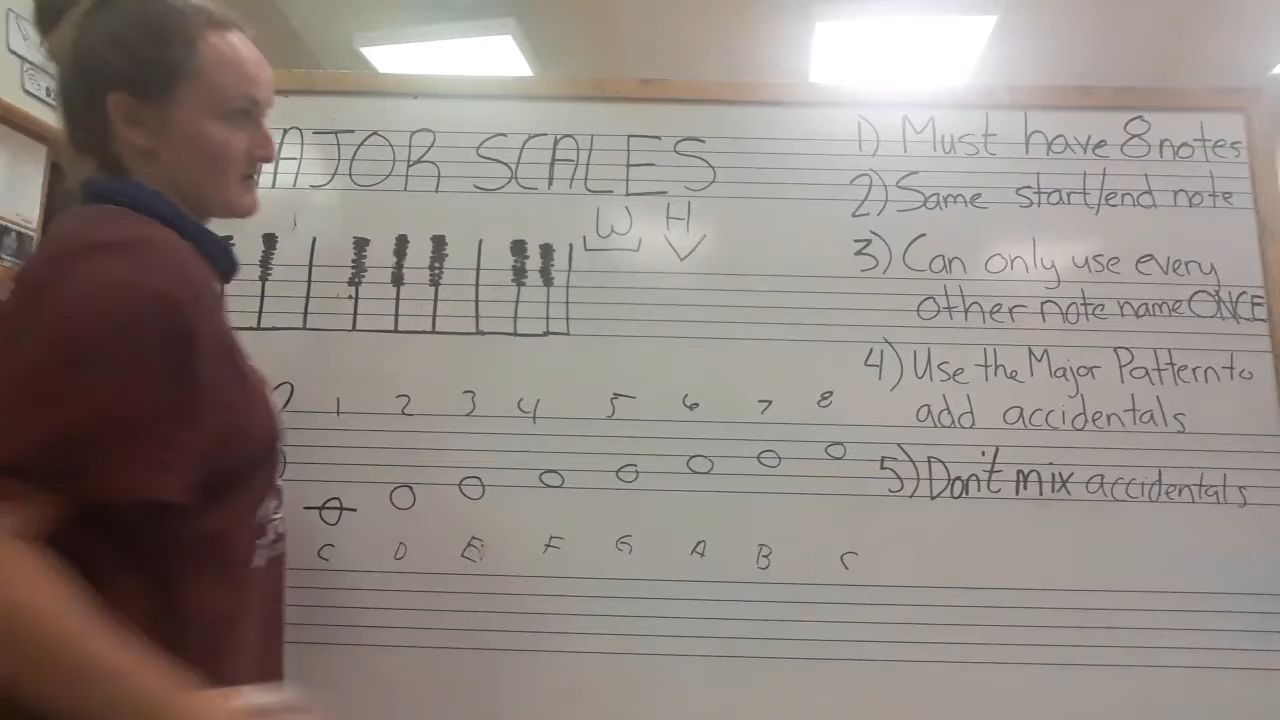 AJOR SCALES
W H
1) Must have 8 notes
2) Same start/end note
3) Can only use every
other note name ONCE
4) Use the Major Pattern to
add accidentals
5) Don't mix accidentals
1 2 3 4 5 6 7 8
C D E F G A B C